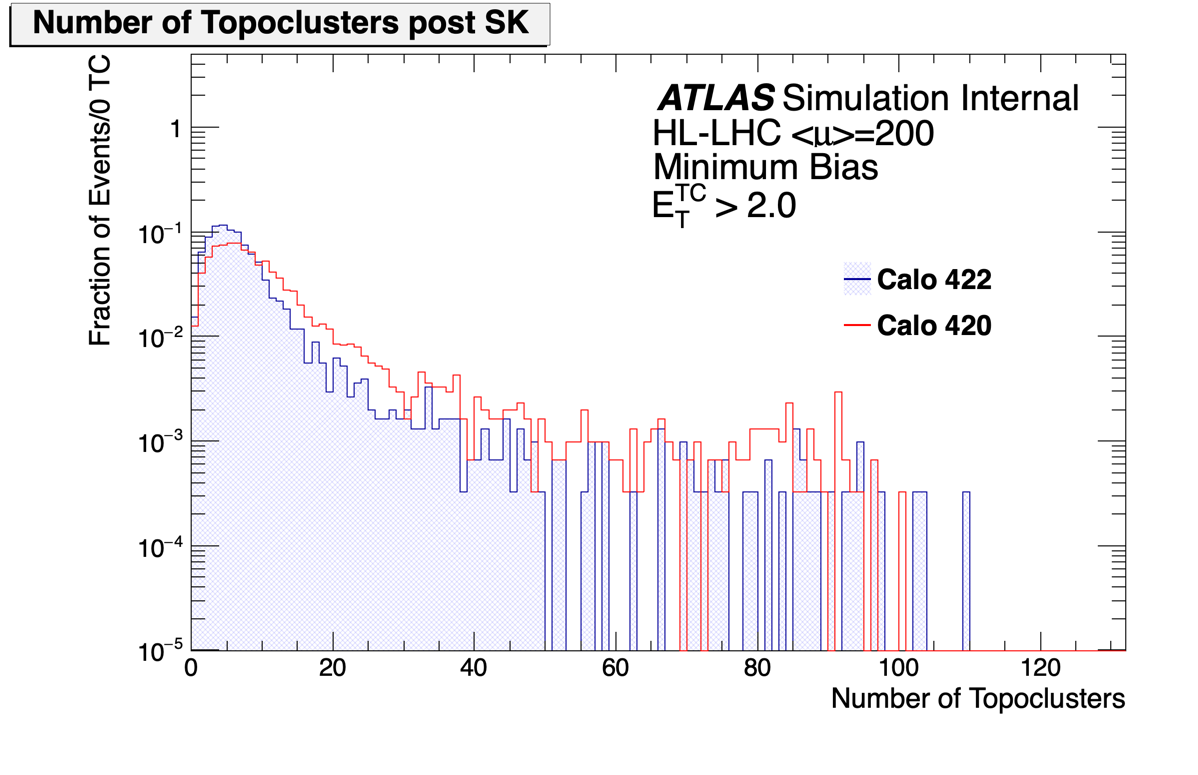 Number of Topoclusters post SK
Fraction of Events/0 TC
ATLAS Simulation Internal
HL-LHC <μ>=200
Minimum Bias
E_T^TC > 2.0
Calo 422
Calo 420
1
10⁻¹
10⁻²
10⁻³
10⁻⁴
10⁻⁵
0 20 40 60 80 100 120
Number of Topoclusters